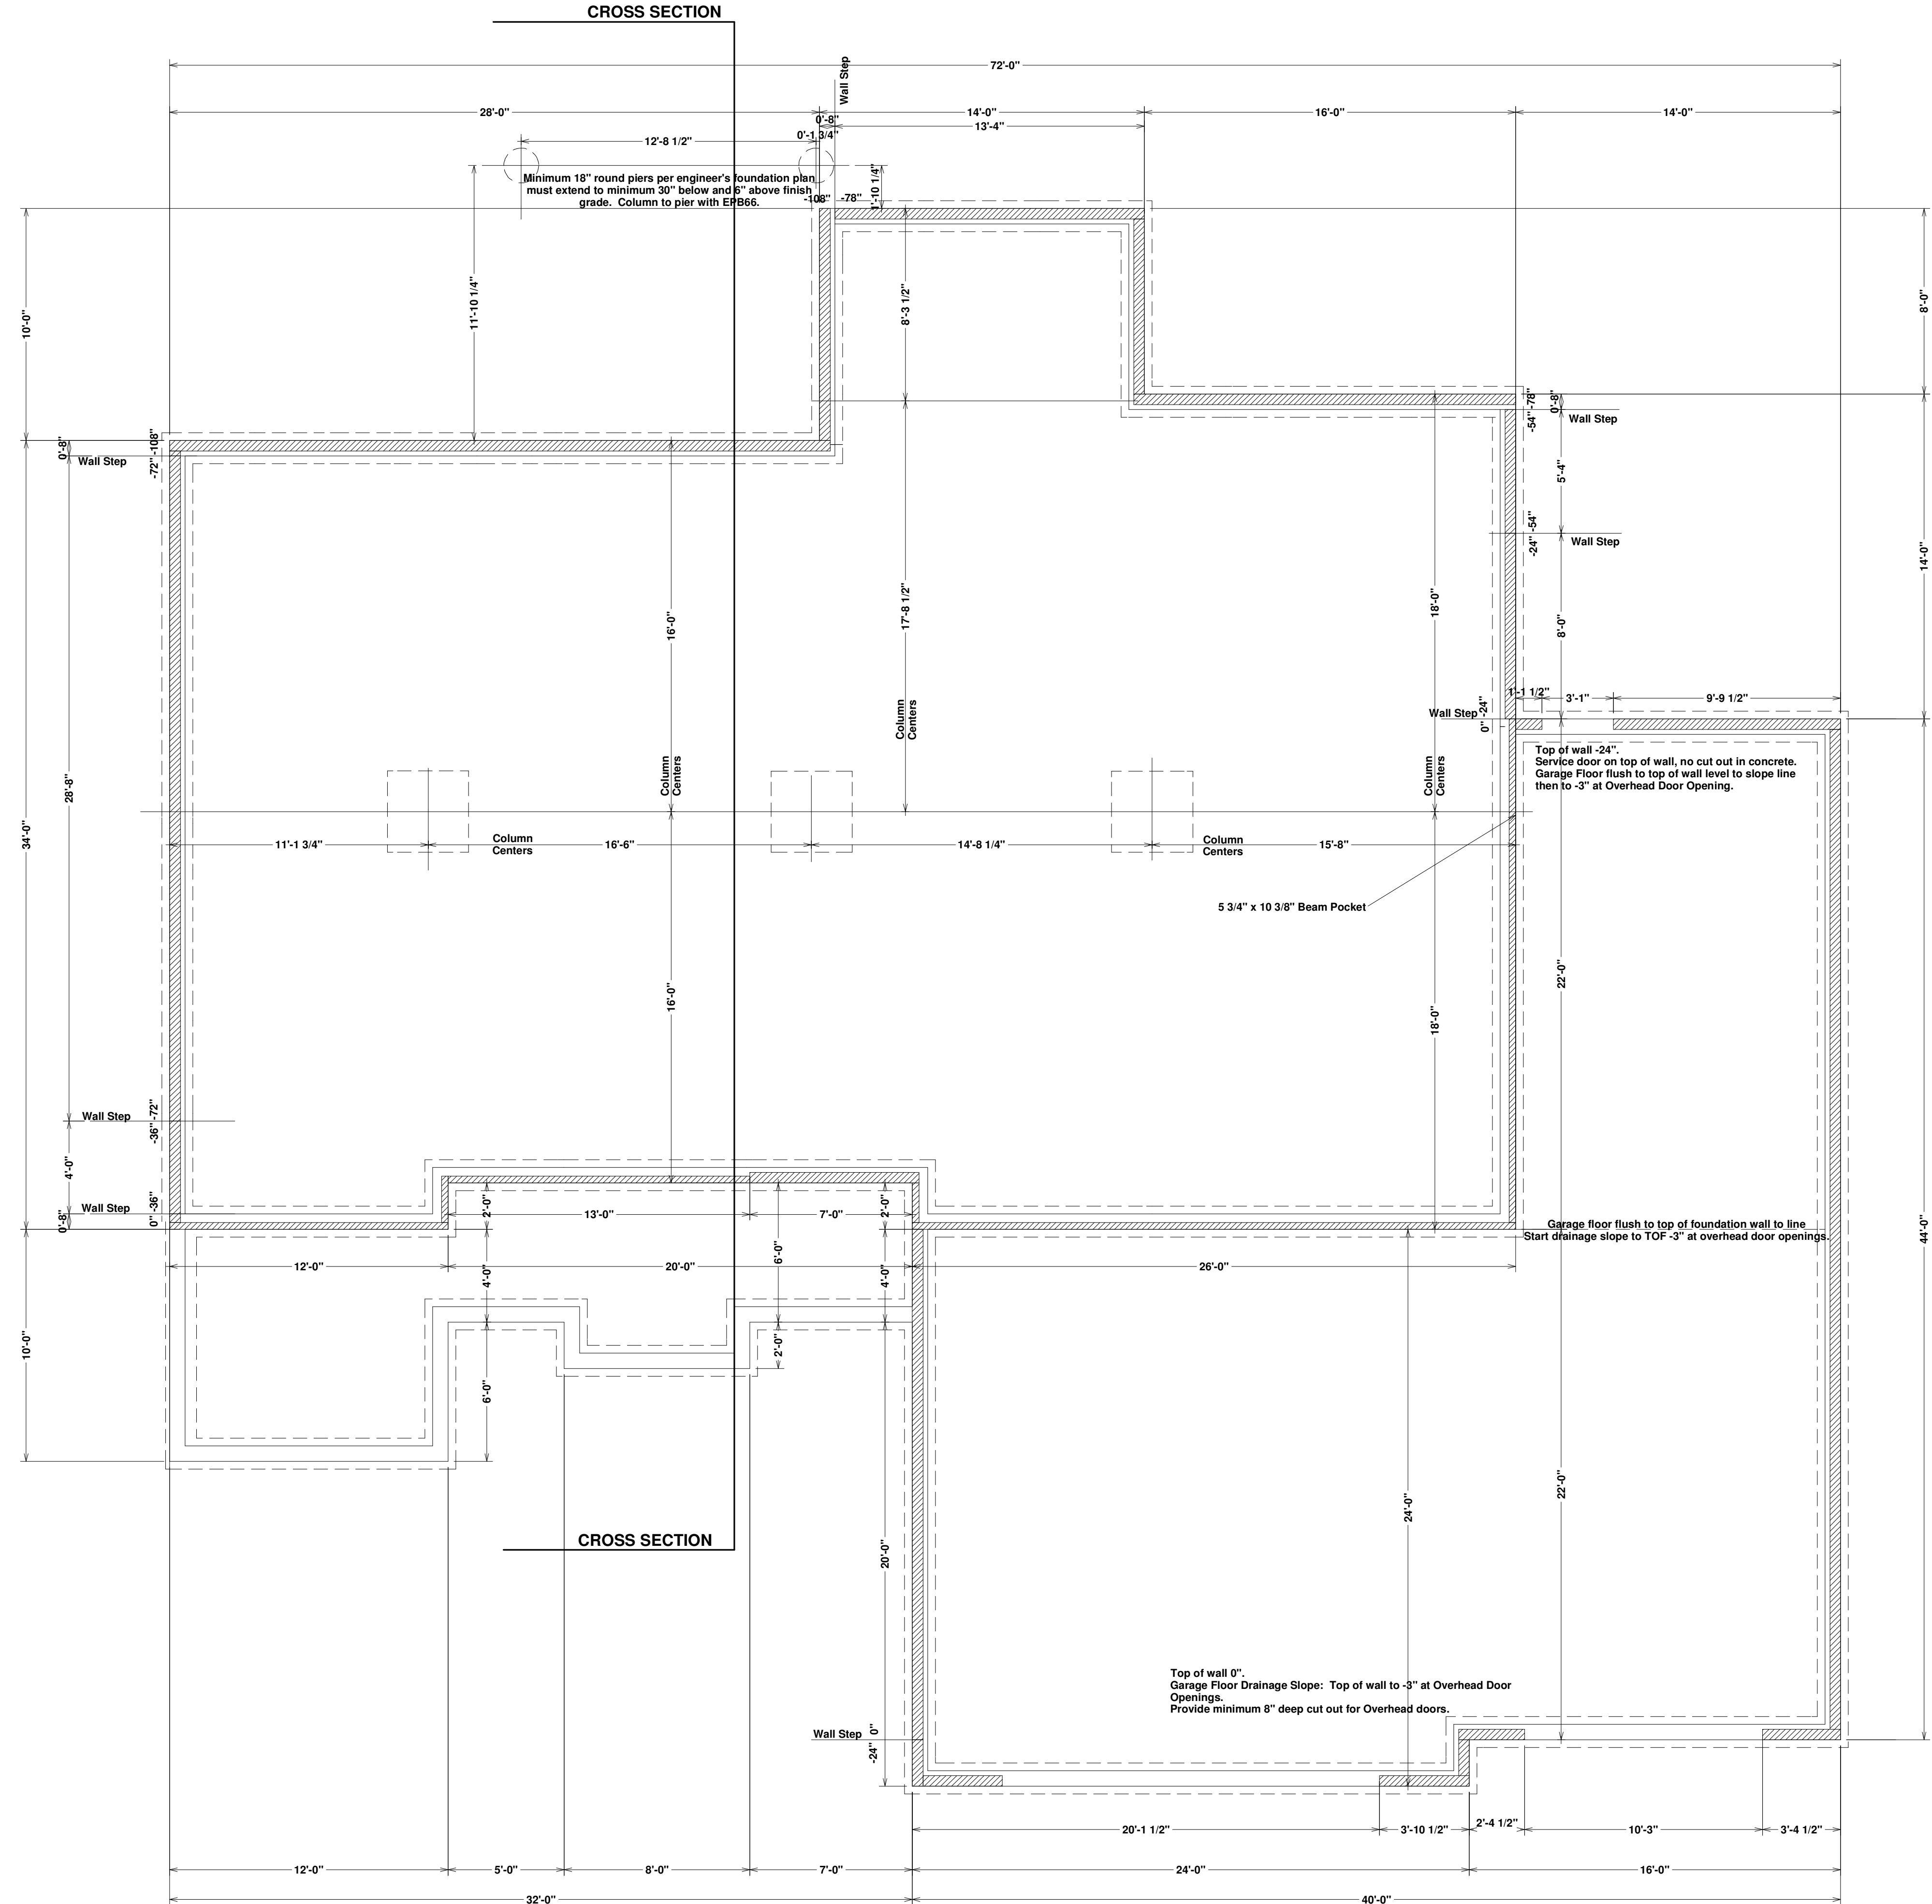 CROSS SECTION
72'-0"
Wall Step
28'-0"
14'-0"
16'-0"
14'-0"
0'-8"
13'-4"
0'-1 3/4"
12'-8 1/2"
Minimum 18" round piers per engineer's foundation plan
must extend to minimum 30" below and 6" above finish
grade.  Column to pier with EPB66.
1'-10 1/4"
-108"
-78"
10'-0"
11'-10 1/4"
8'-3 1/2"
8'-0"
-54" -78"
0'-8"
Wall Step
0'-8"
Wall Step
-72" -108"
5'-4"
-24" -54"
Wall Step
14'-0"
16'-0"
17'-8 1/2"
18'-0"
8'-0"
1'-1 1/2"
3'-1"
9'-9 1/2"
Wall Step
0" -24"
Column
Centers
Column
Centers
Column
Centers
Top of wall -24".
Service door on top of wall, no cut out in concrete.
Garage Floor flush to top of wall level to slope line
then to -3" at Overhead Door Opening.
28'-8"
34'-0"
11'-1 3/4"
Column
Centers
16'-6"
14'-8 1/4"
Column
Centers
15'-8"
5 3/4" x 10 3/8" Beam Pocket
16'-0"
18'-0"
22'-0"
Wall Step
-36" -72"
4'-0"
Wall Step
0" -36"
0'-8"
2'-0"
13'-0"
7'-0"
2'-0"
Garage floor flush to top of foundation wall to line
Start drainage slope to TOF -3" at overhead door openings.
44'-0"
12'-0"
4'-0"
20'-0"
6'-0"
4'-0"
26'-0"
10'-0"
2'-0"
6'-0"
24'-0"
22'-0"
CROSS SECTION
20'-0"
Top of wall 0".
Garage Floor Drainage Slope:  Top of wall to -3" at Overhead Door
Openings.
Provide minimum 8" deep cut out for Overhead doors.
Wall Step
-24" 0"
20'-1 1/2"
3'-10 1/2"
2'-4 1/2"
10'-3"
3'-4 1/2"
12'-0"
5'-0"
8'-0"
7'-0"
24'-0"
16'-0"
32'-0"
40'-0"